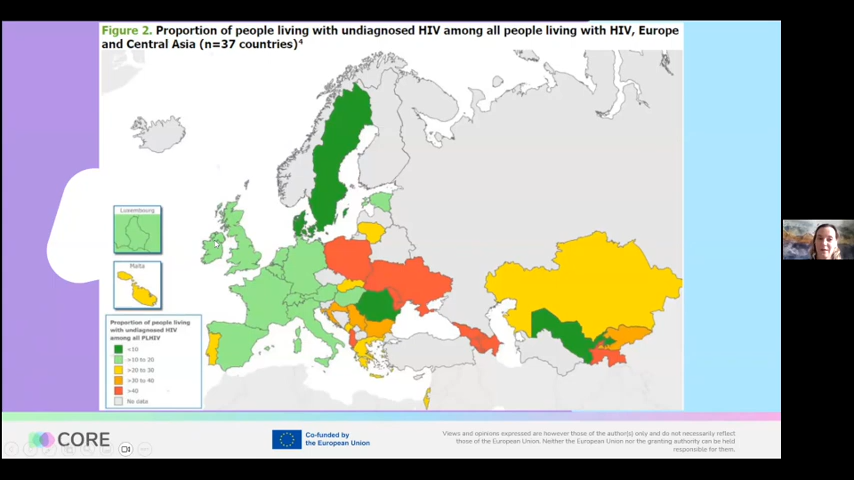 Figure 2. Proportion of people living with undiagnosed HIV among all people living with HIV, Europe
and Central Asia (n=37 countries)⁴
Luxembourg
Malta
Proportion of people living
with undiagnosed HIV
among all PLHIV
<10
>10 to 20
>20 to 30
>30 to 40
>40
No data
CORE
Co-funded by
the European Union
Views and opinions expressed are however those of the author(s) only and do not necessarily reflect
those of the European Union. Neither the European Union nor the granting authority can be held
responsible for them.